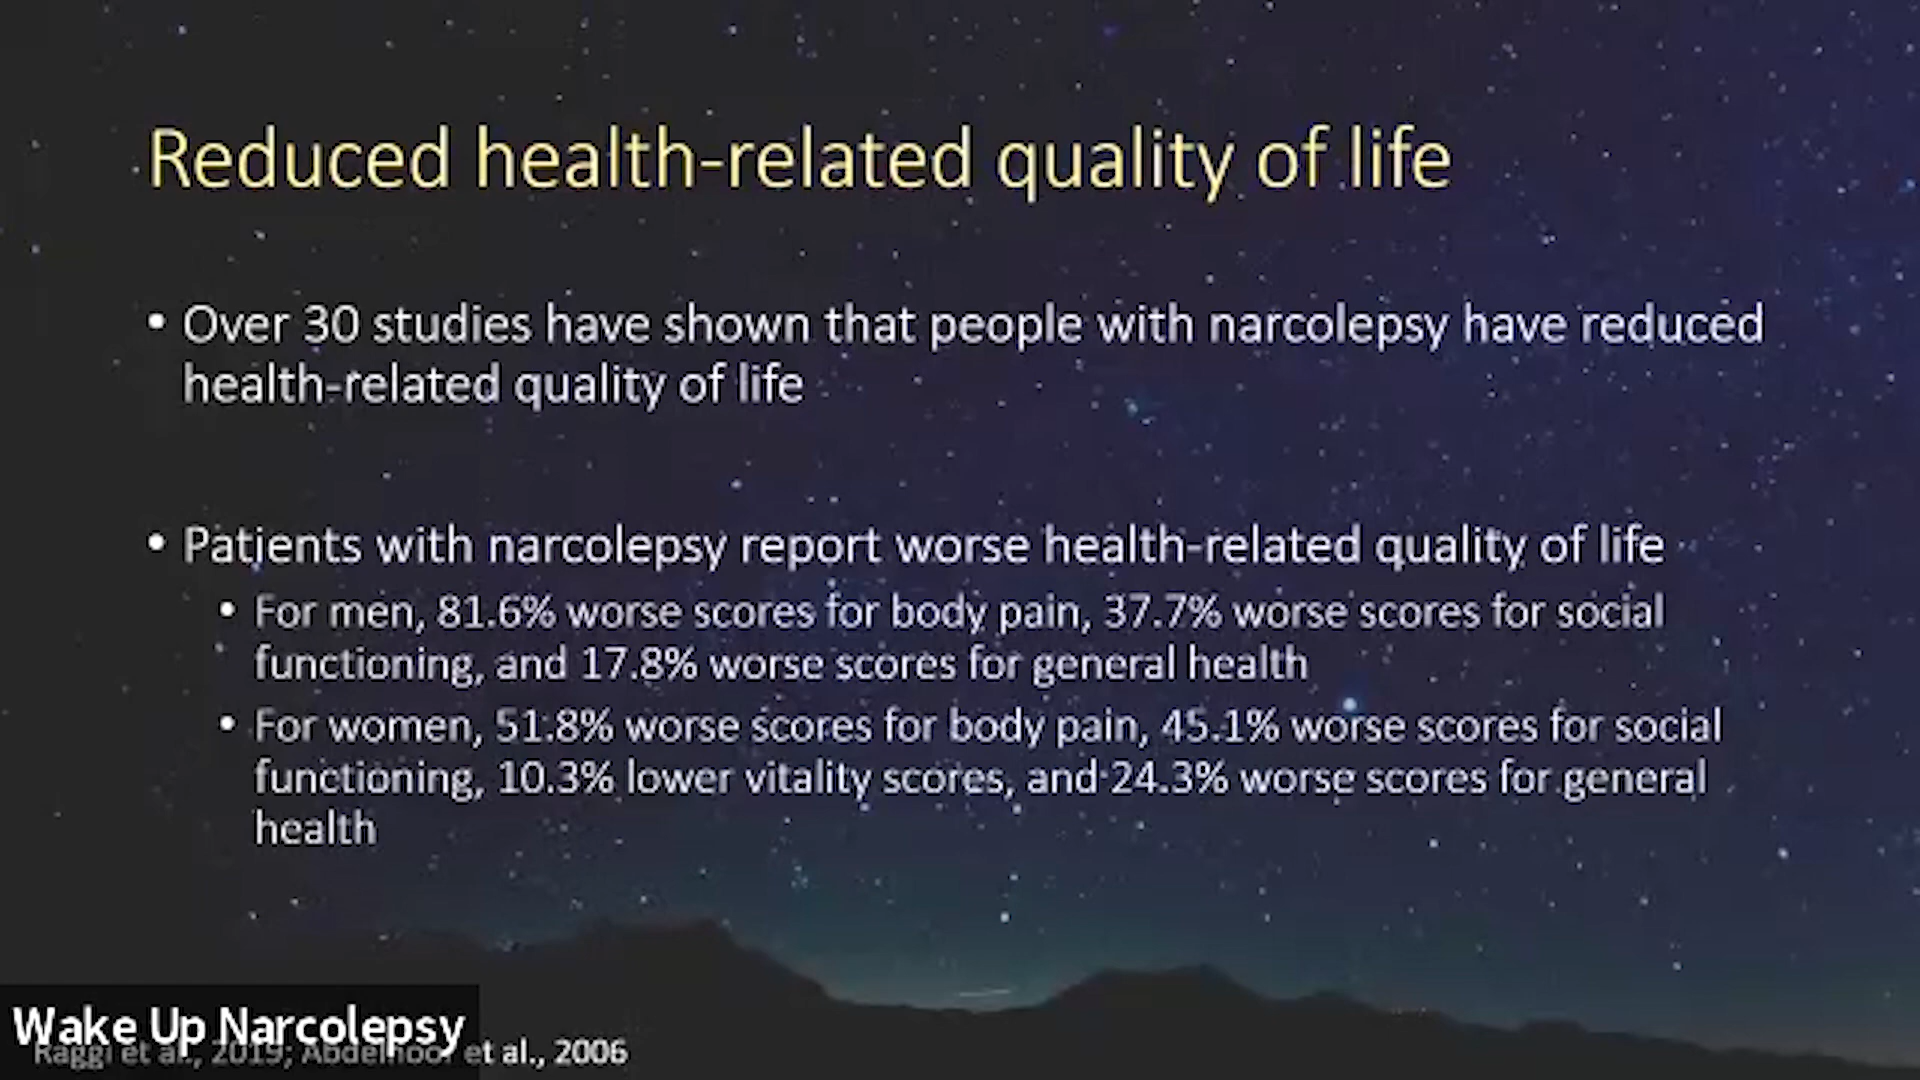 Reduced health-related quality of life
• Over 30 studies have shown that people with narcolepsy have reduced
health-related quality of life
• Patients with narcolepsy report worse health-related quality of life
• For men, 81.6% worse scores for body pain, 37.7% worse scores for social
functioning, and 17.8% worse scores for general health
• For women, 51.8% worse scores for body pain, 45.1% worse scores for social
functioning, 10.3% lower vitality scores, and 24.3% worse scores for general
health
Wake Up Narcolepsy
Raggi et al., 2019; et al., 2006